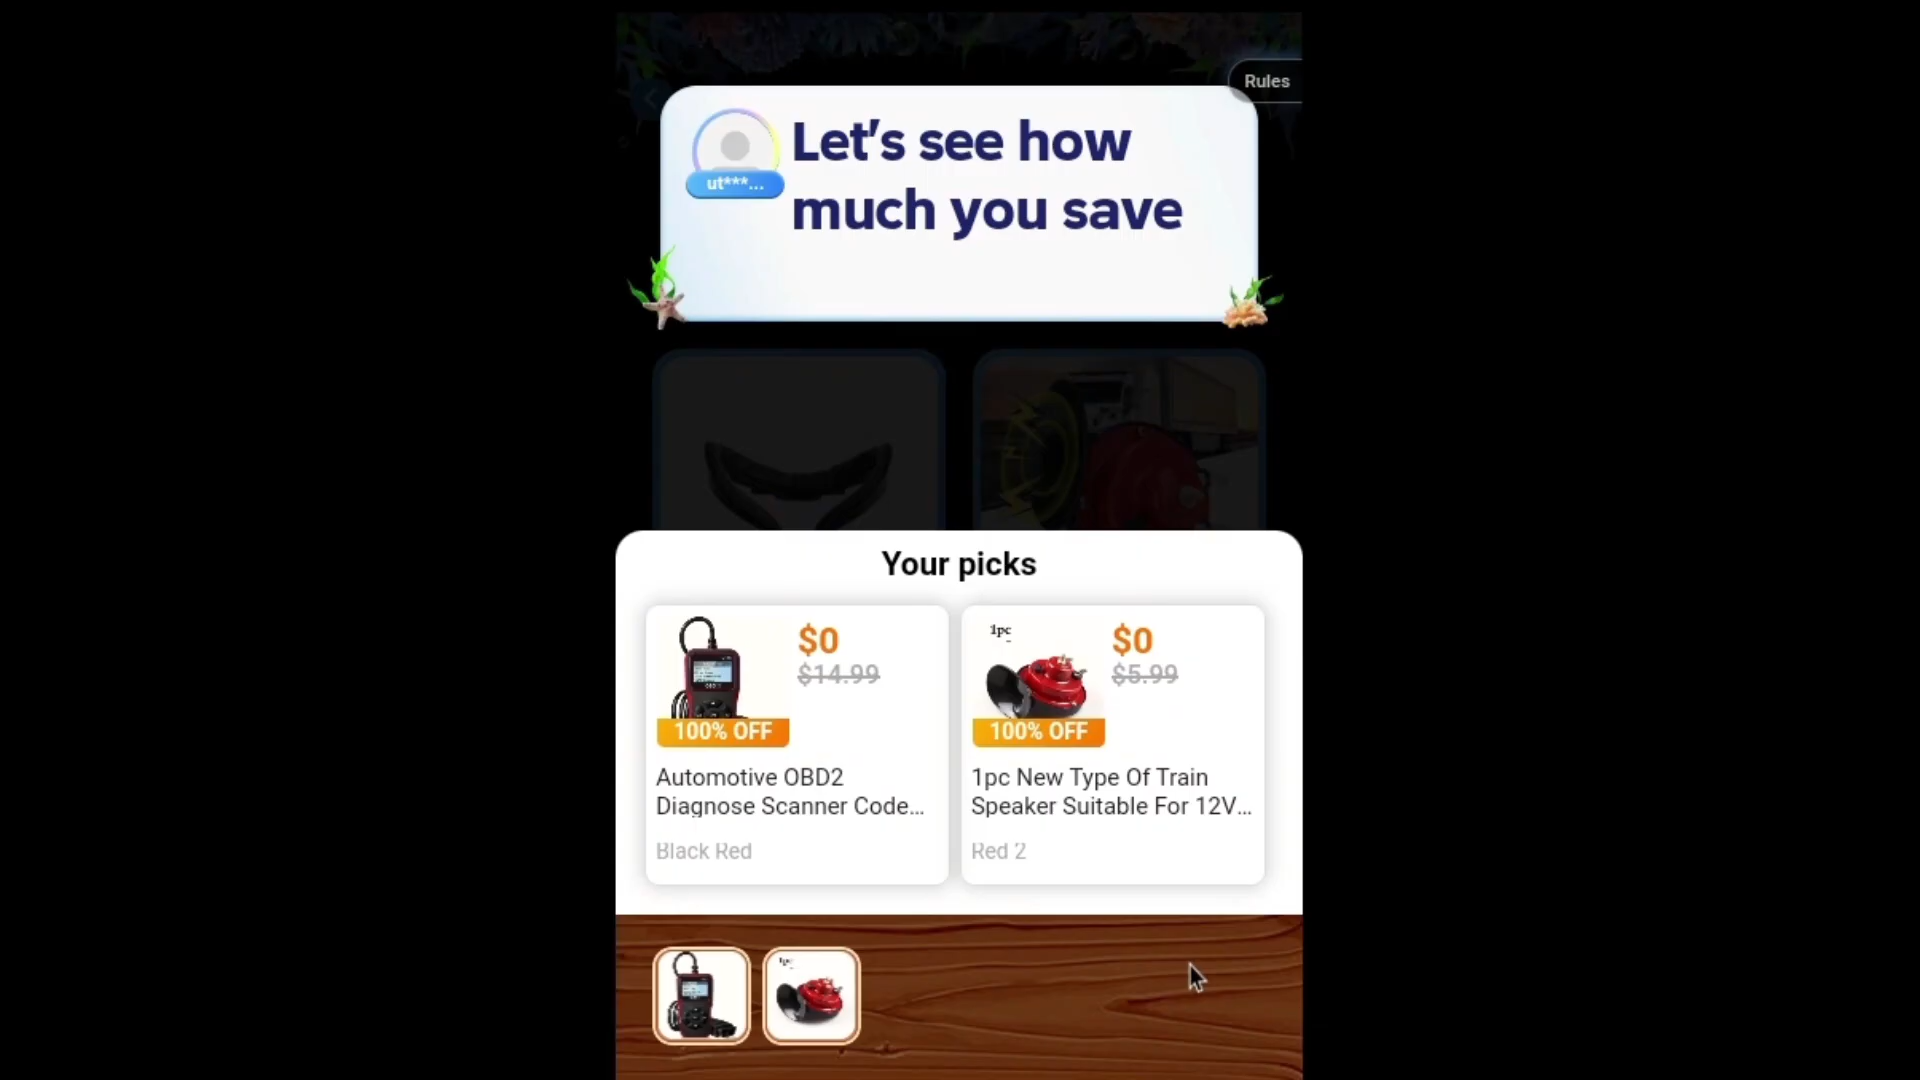 Rules
Let's see how
much you save
ut***...
Your picks
$0
$14.99
100% OFF
Automotive OBD2
Diagnose Scanner Code...
Black Red
1pc
$0
$5.99
100% OFF
1pc New Type Of Train
Speaker Suitable For 12V...
Red 2
1pc